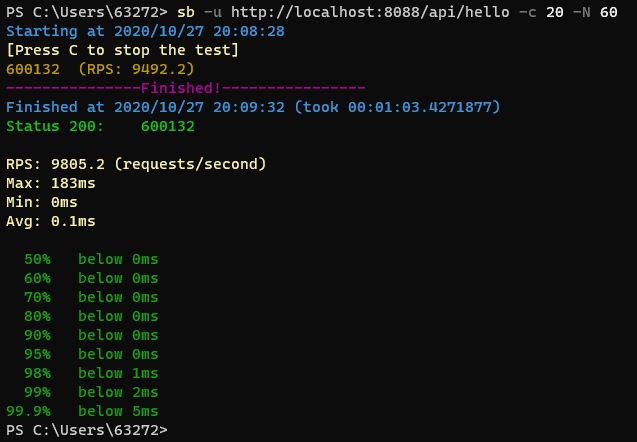 PS C:\Users\63272> sb -u http://localhost:8088/api/hello -c 20 -N 60
Starting at 2020/10/27 20:08:28
[Press C to stop the test]
600132  (RPS: 9492.2)
---------------Finished!----------------
Finished at 2020/10/27 20:09:32 (took 00:01:03.4271877)
Status 200:    600132

RPS: 9805.2 (requests/second)
Max: 183ms
Min: 0ms
Avg: 0.1ms

  50%   below 0ms
  60%   below 0ms
  70%   below 0ms
  80%   below 0ms
  90%   below 0ms
  95%   below 0ms
  98%   below 1ms
  99%   below 2ms
99.9%   below 5ms
PS C:\Users\63272>